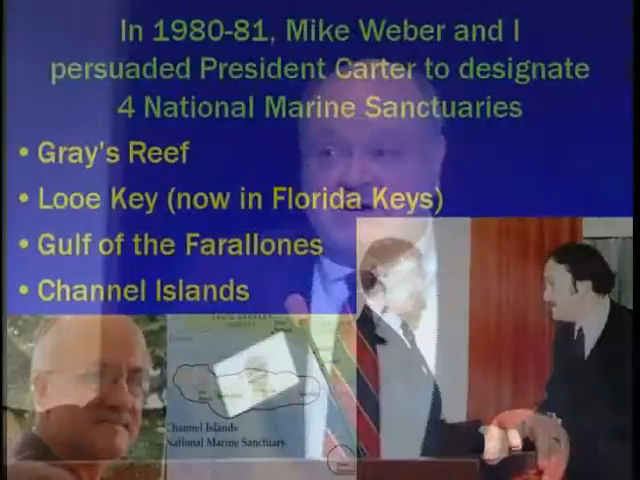 In 1980-81, Mike Weber and I
persuaded President Carter to designate
4 National Marine Sanctuaries
• Gray's Reef
• Looe Key (now in Florida Keys)
• Gulf of the Farallones
• Channel Islands
Channel Islands
National Marine Sanctuary